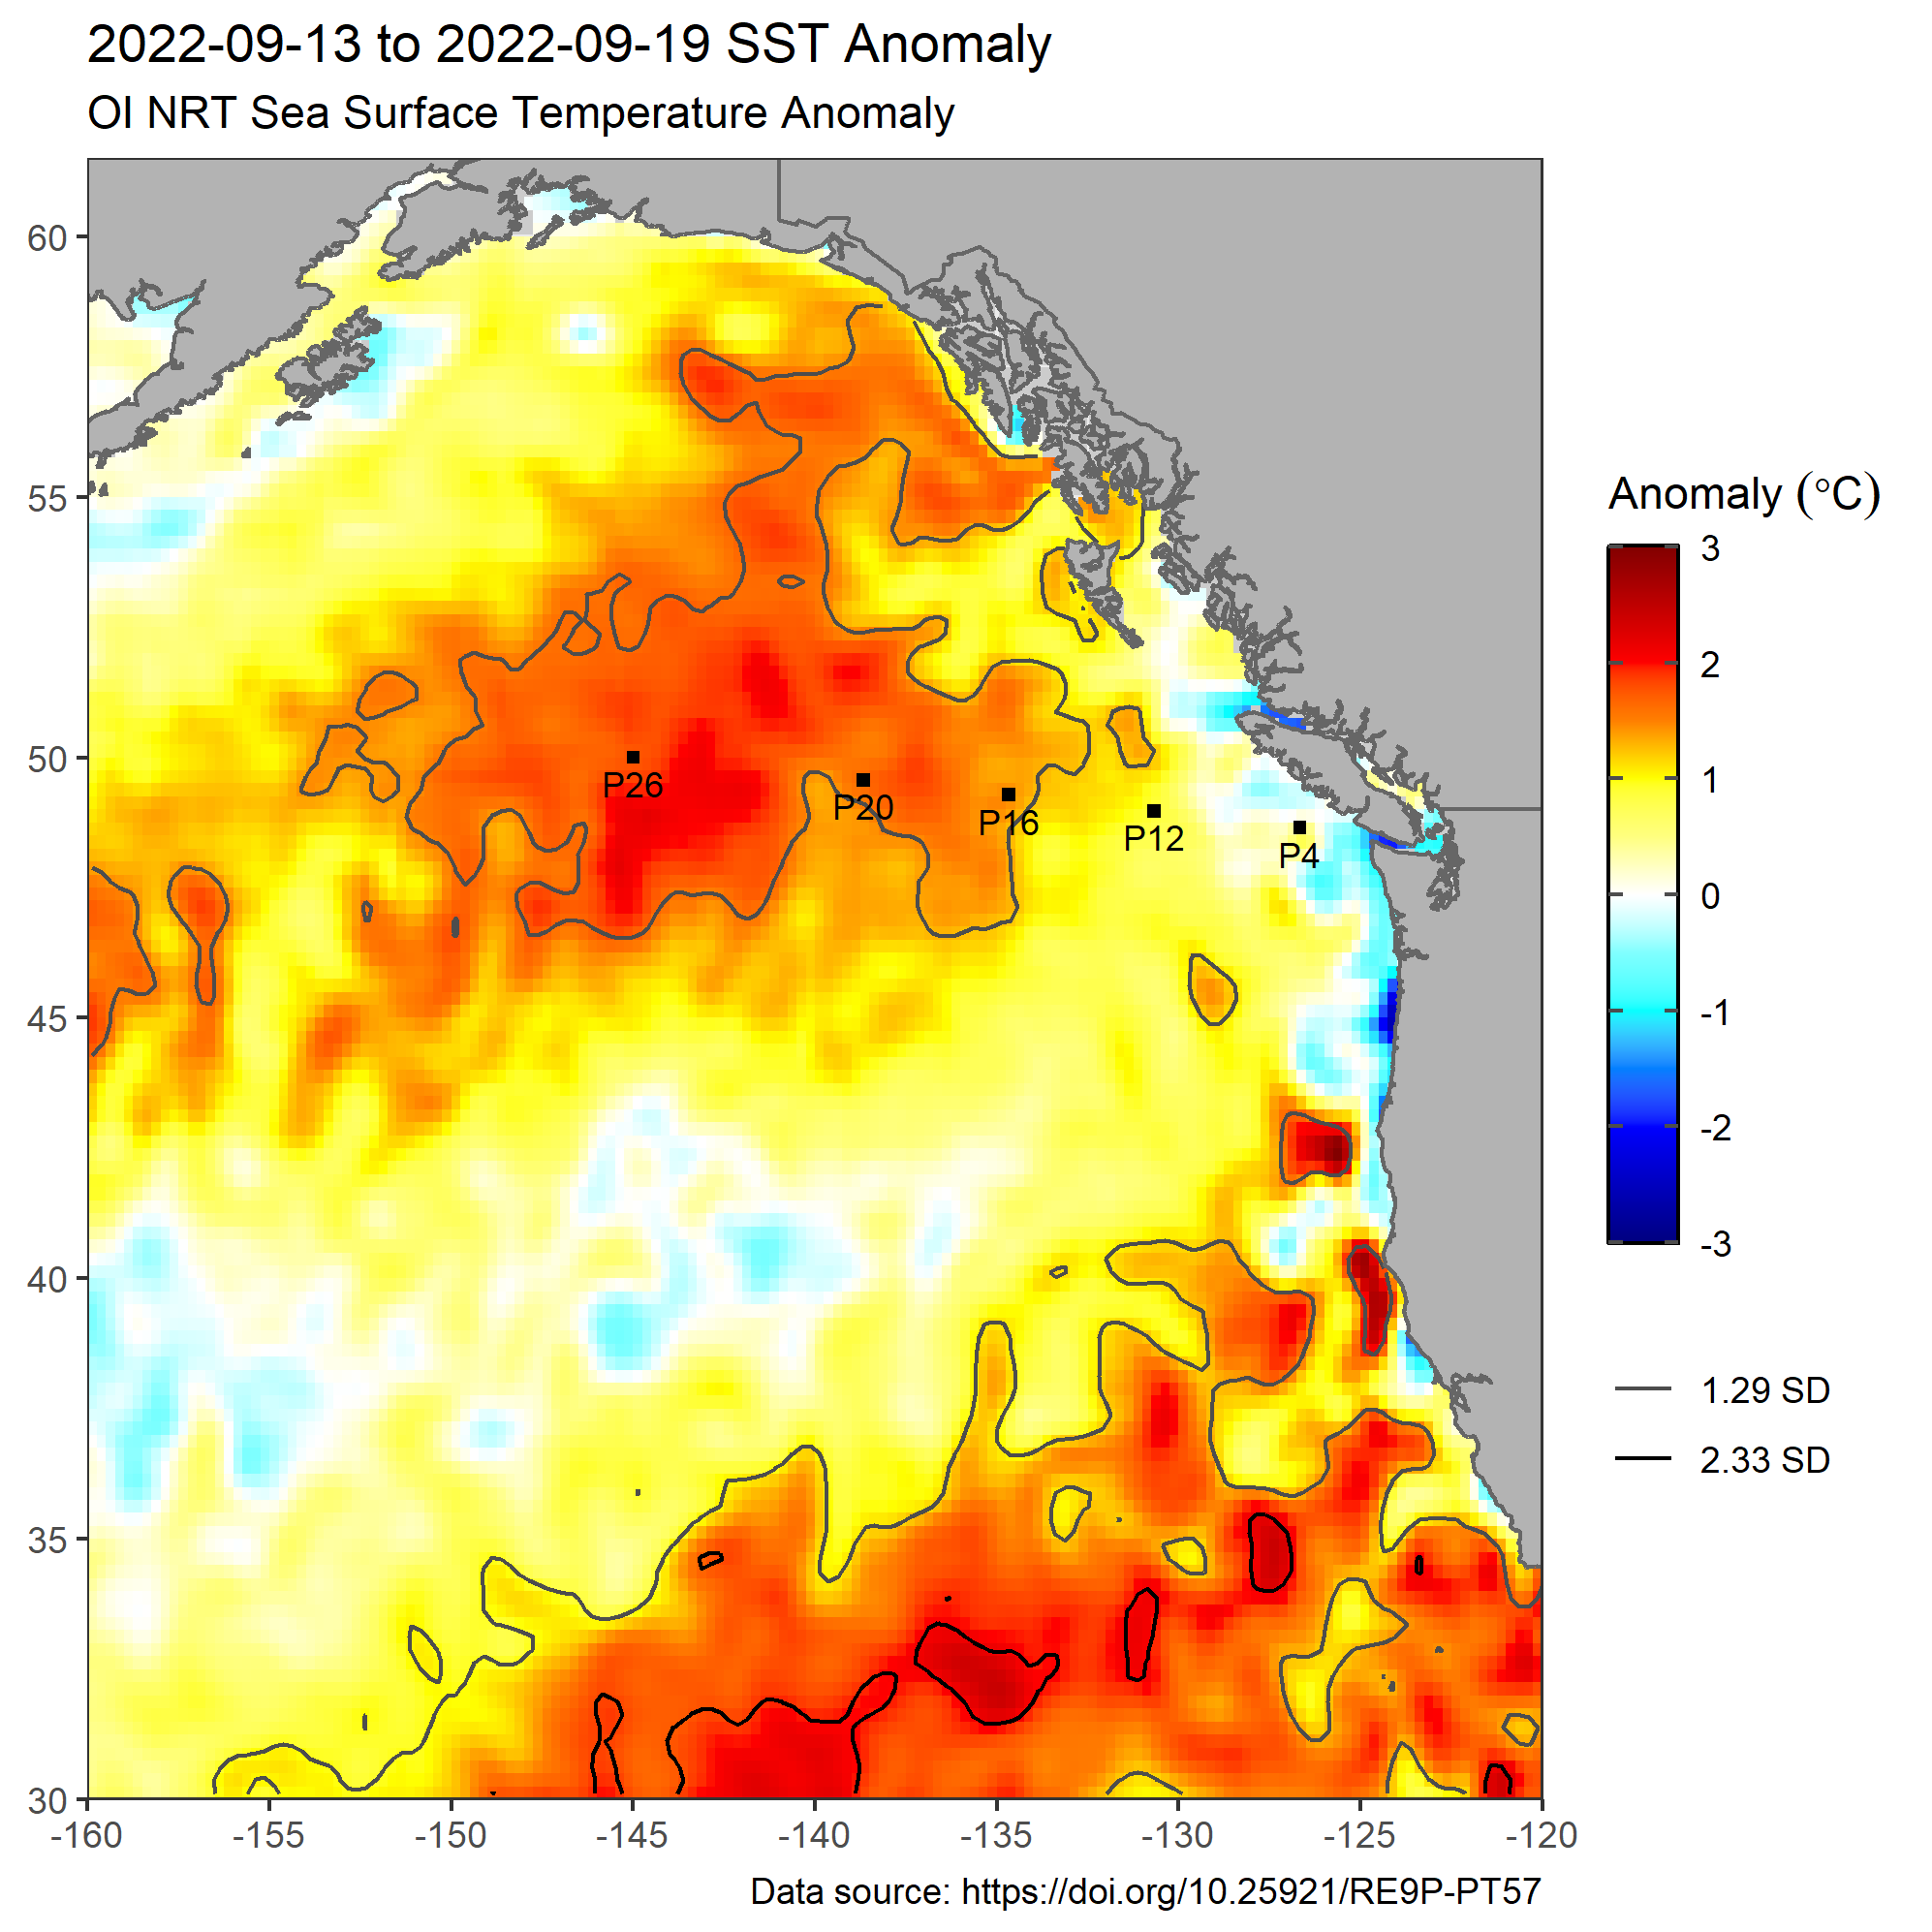 2022-09-13 to 2022-09-19 SST Anomaly
OI NRT Sea Surface Temperature Anomaly
60
55
50
45
40
35
30
-160
-155
-150
-145
-140
-135
-130
-125
-120
P26
P20
P16
P12
P4
Anomaly (°C)
3
2
1
0
-1
-2
-3
1.29 SD
2.33 SD
Data source: https://doi.org/10.25921/RE9P-PT57